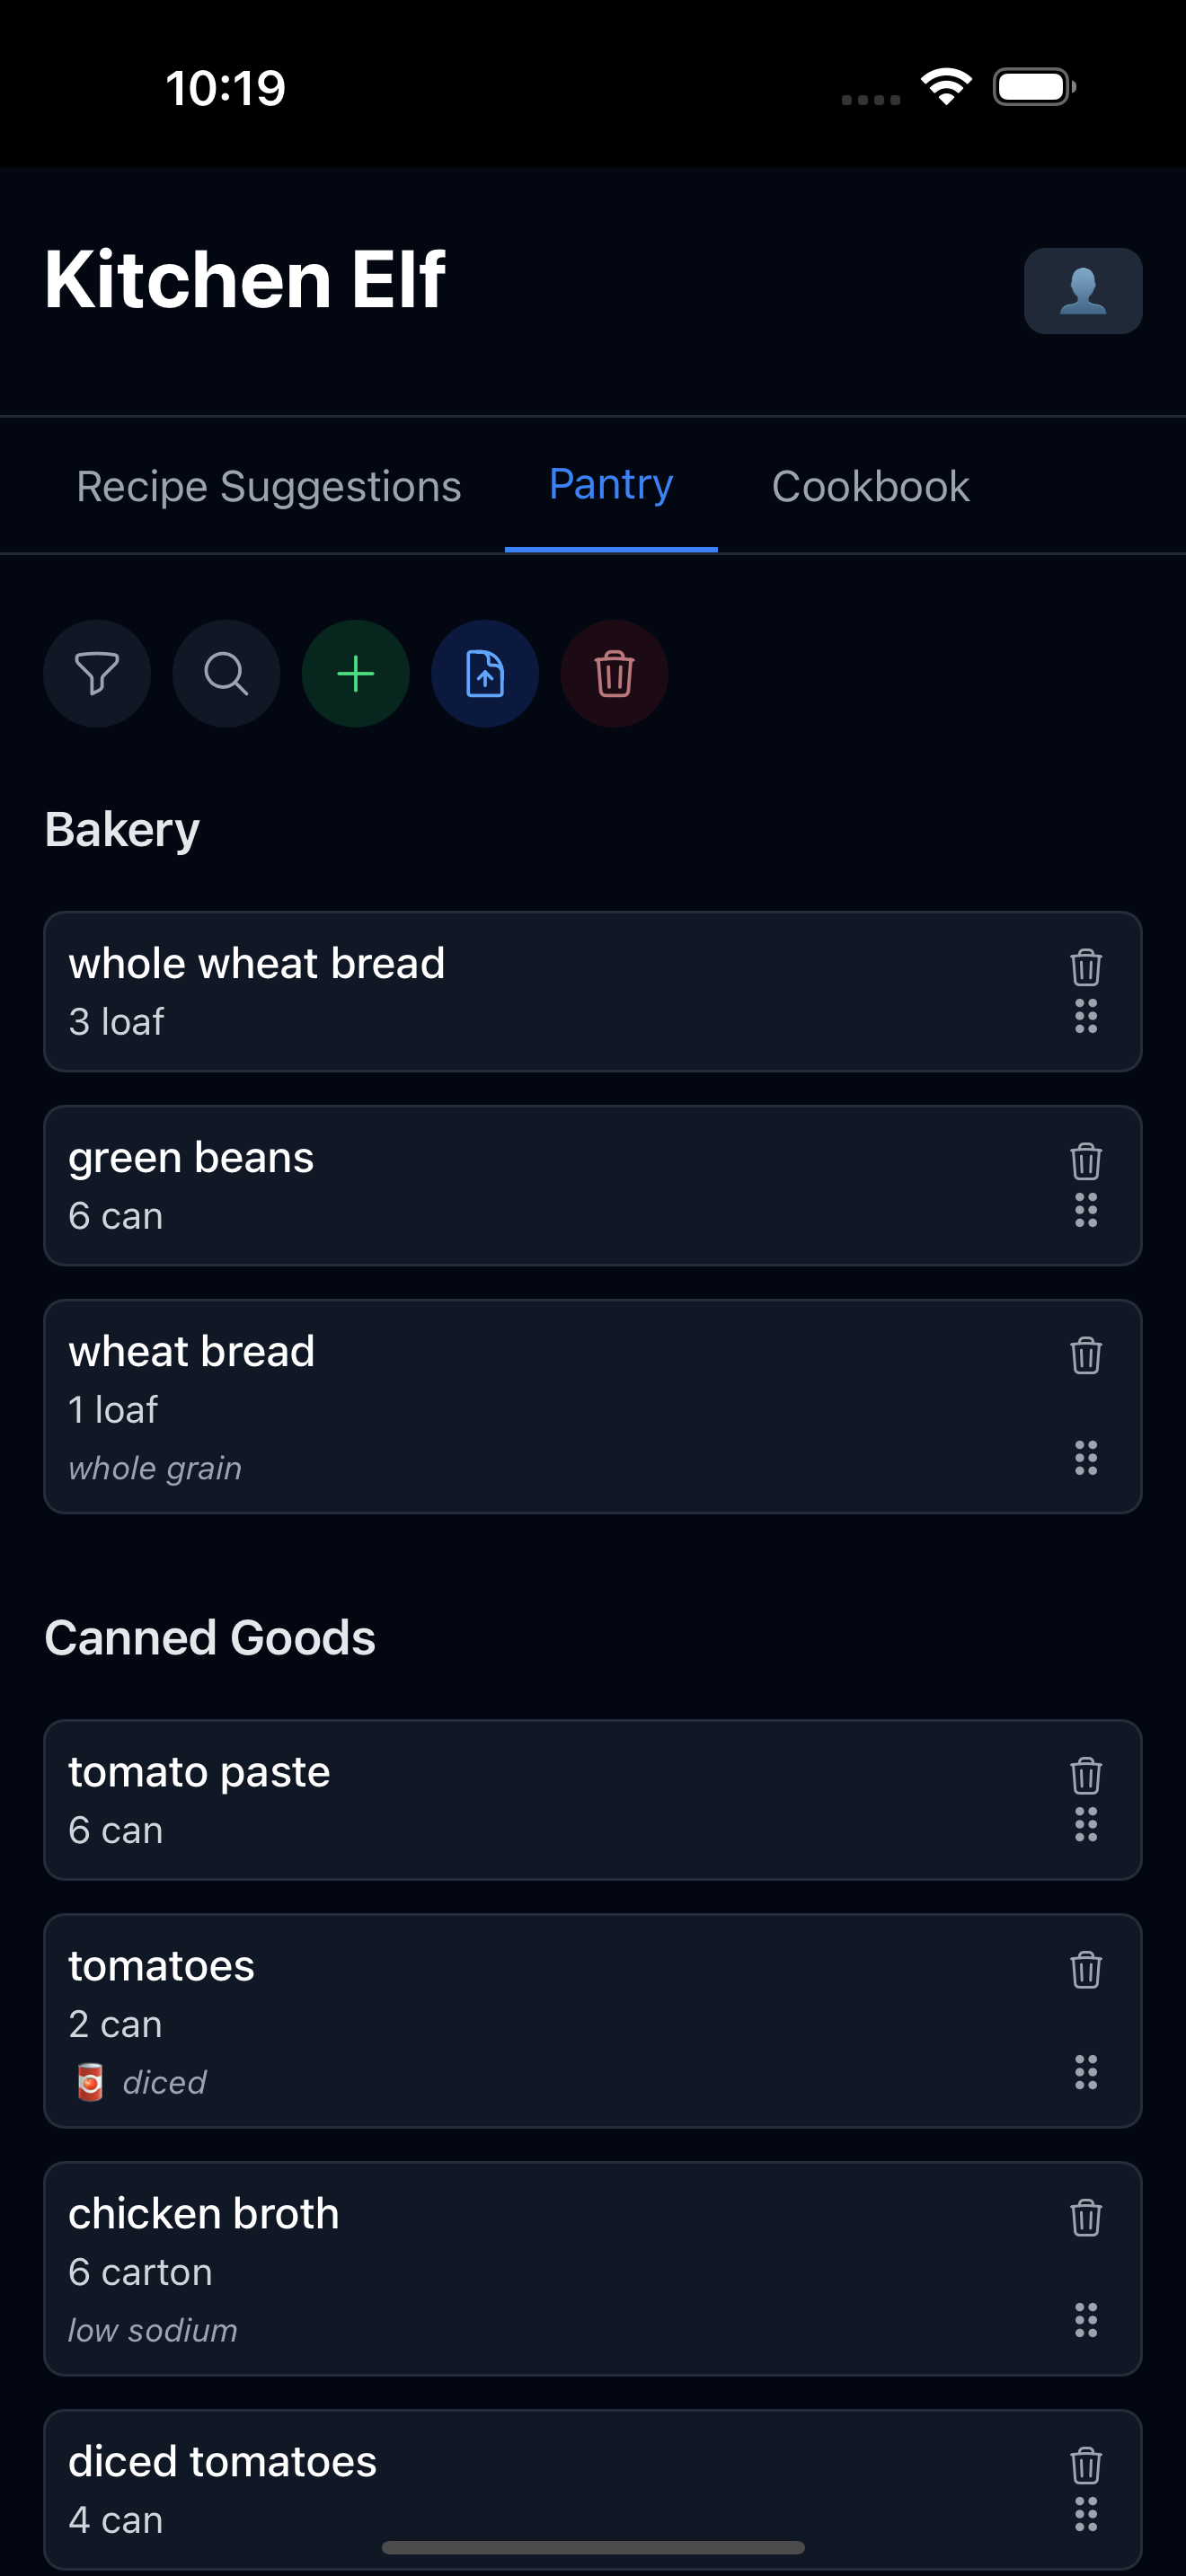 10:19
Kitchen Elf
Recipe Suggestions Pantry Cookbook
Bakery
whole wheat bread
3 loaf
green beans
6 can
wheat bread
1 loaf
whole grain
Canned Goods
tomato paste
6 can
tomatoes
2 can
diced
chicken broth
6 carton
low sodium
diced tomatoes
4 can